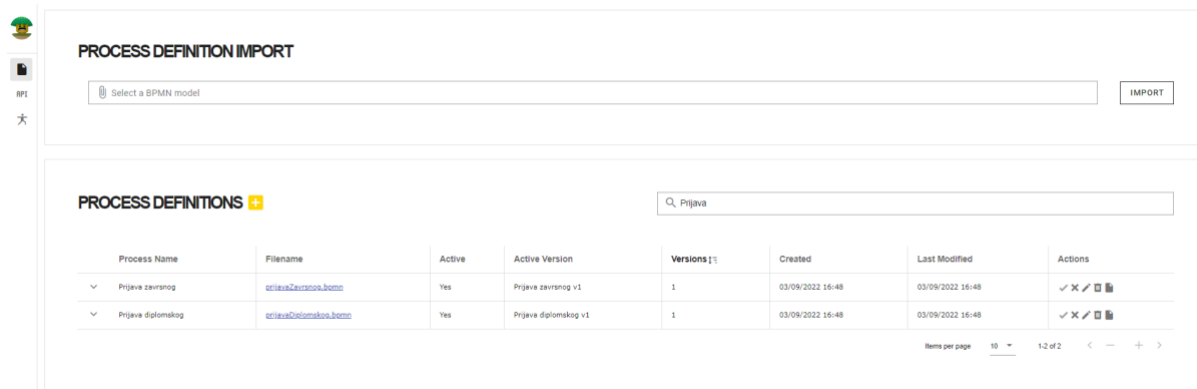 PROCESS DEFINITION IMPORT
API
Select a BPMN model
IMPORT
PROCESS DEFINITIONS +
Prijava
Process Name Filename Active Active Version Versions Created Last Modified Actions
Prijava zavrsnog prijavaZavrsnog.bpmn Yes Prijava zavrsnog v1 1 03/09/2022 16:48 03/09/2022 16:48
Prijava diplomskog prijavaDiplomskog.bpmn Yes Prijava diplomskog v1 1 03/09/2022 16:48 03/09/2022 16:48
Items per page 10 1-2 of 2